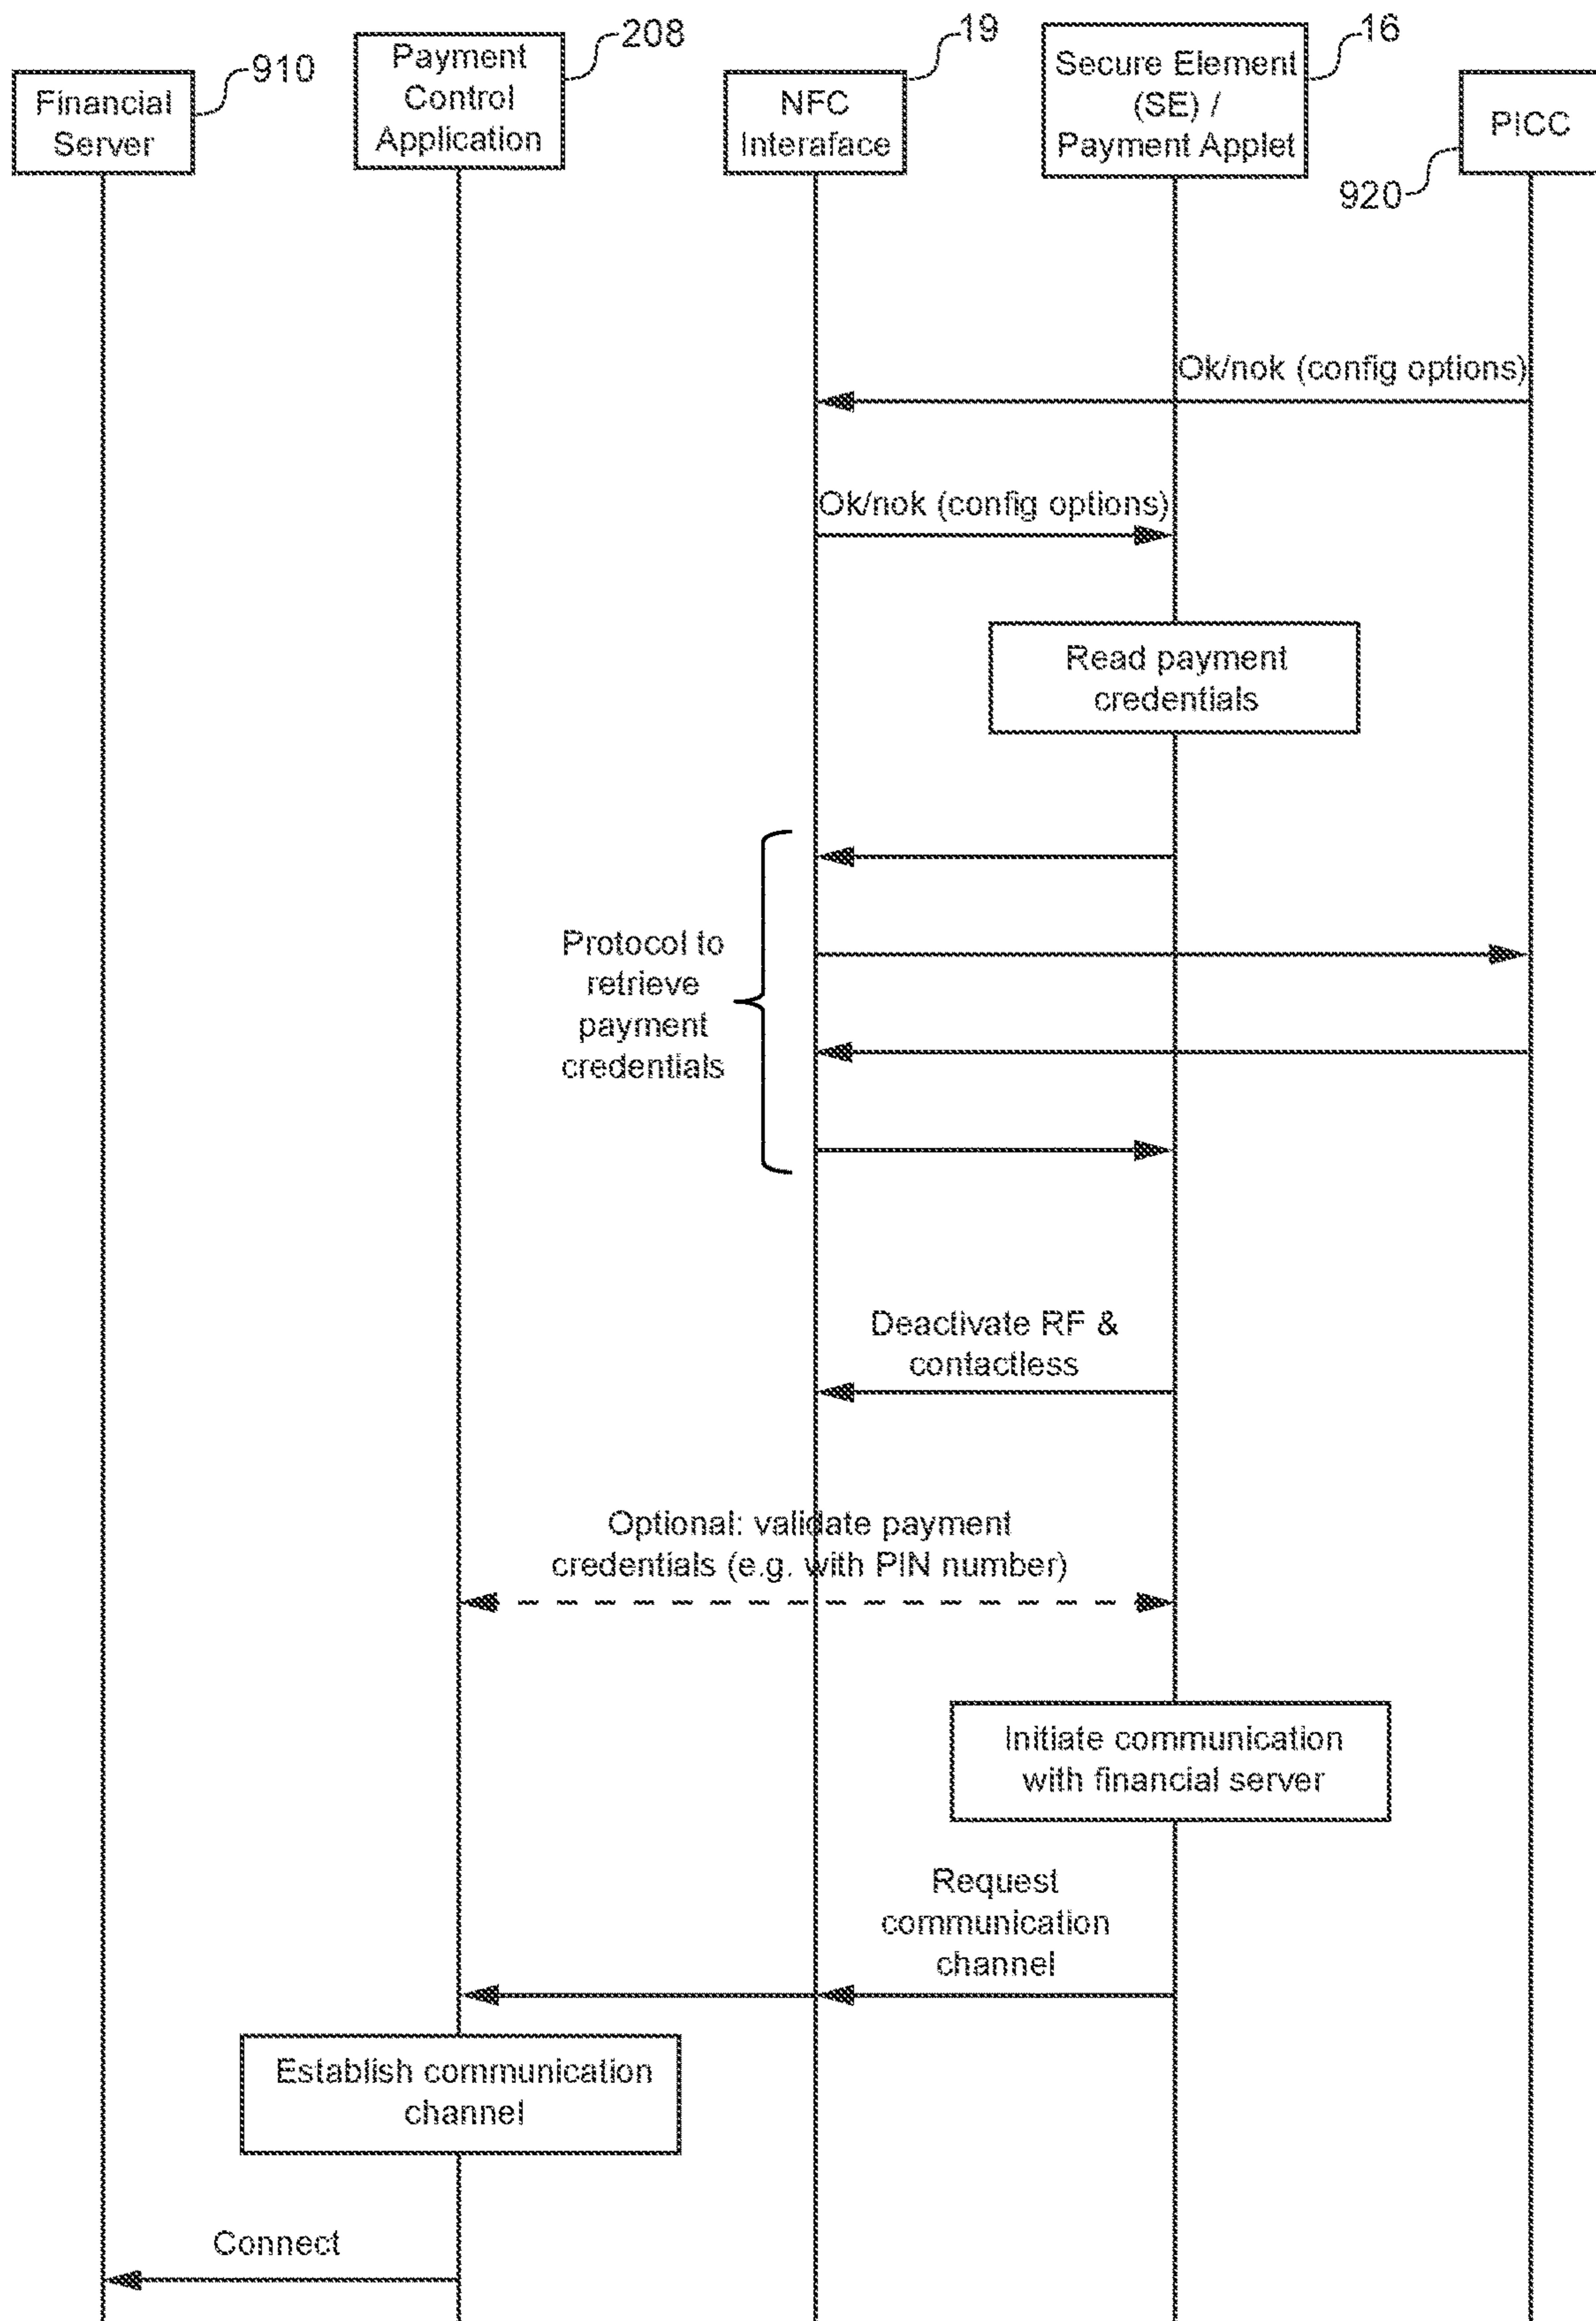 910
Financial
Server
208
Payment
Control
Application
19
NFC
Interaface
16
Secure Element
(SE) /
Payment Applet
PICC
920
Ok/nok (config options)
Ok/nok (config options)
Read payment
credentials
Protocol to
retrieve
payment
credentials
Deactivate RF &
contactless
Optional: validate payment
credentials (e.g. with PIN number)
Initiate communication
with financial server
Request
communication
channel
Establish communication
channel
Connect